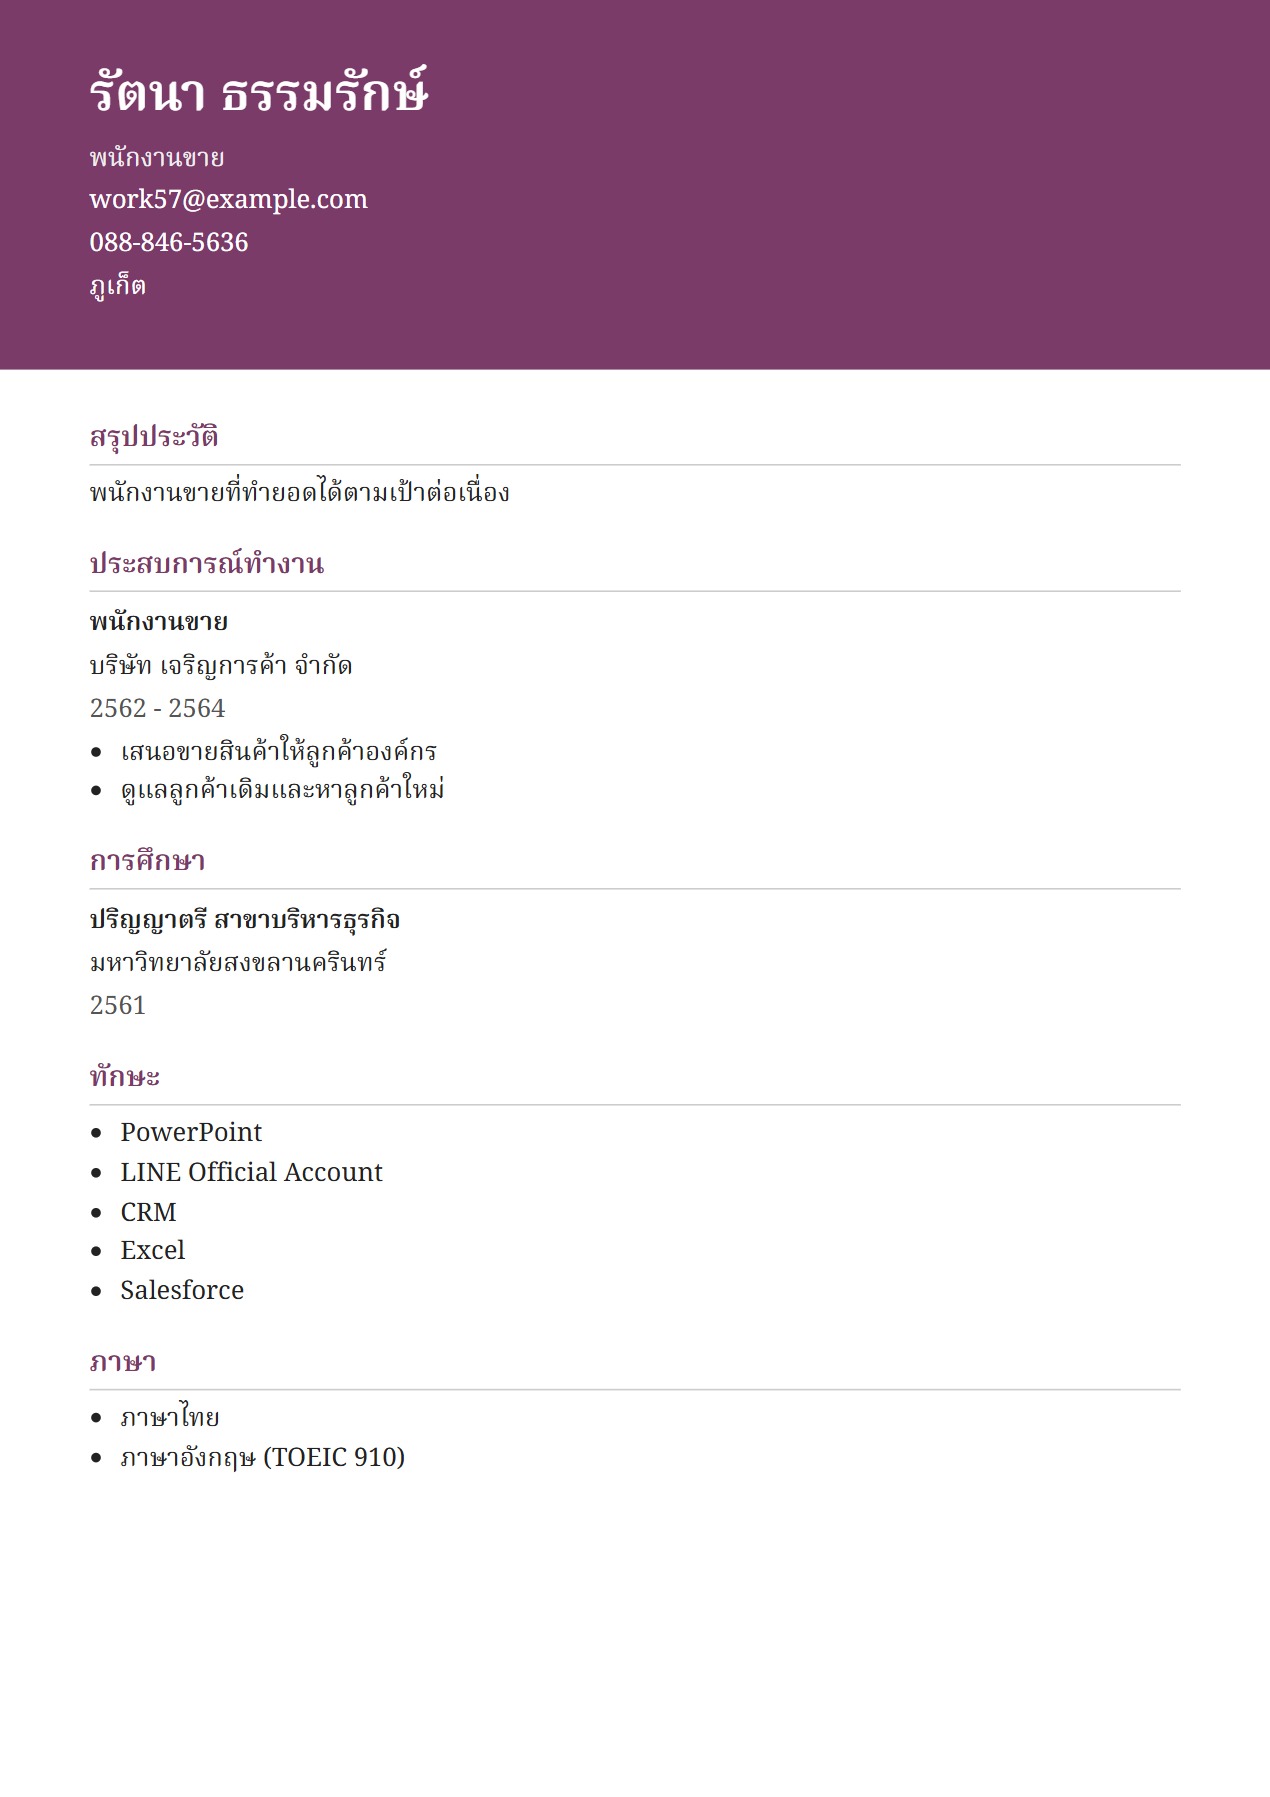 รัตนา ธรรมรักษ์
พนักงานขาย
work57@example.com
088-846-5636
ภูเก็ต
สรุปประวัติ
พนักงานขายที่ทำยอดได้ตามเป้าต่อเนื่อง
ประสบการณ์ทำงาน
พนักงานขาย
บริษัท เจริญการค้า จำกัด
2562 - 2564
• เสนอขายสินค้าให้ลูกค้าองค์กร
• ดูแลลูกค้าเดิมและหาลูกค้าใหม่
การศึกษา
ปริญญาตรี สาขาบริหารธุรกิจ
มหาวิทยาลัยสงขลานครินทร์
2561
ทักษะ
• PowerPoint
• LINE Official Account
• CRM
• Excel
• Salesforce
ภาษา
• ภาษาไทย
• ภาษาอังกฤษ (TOEIC 910)